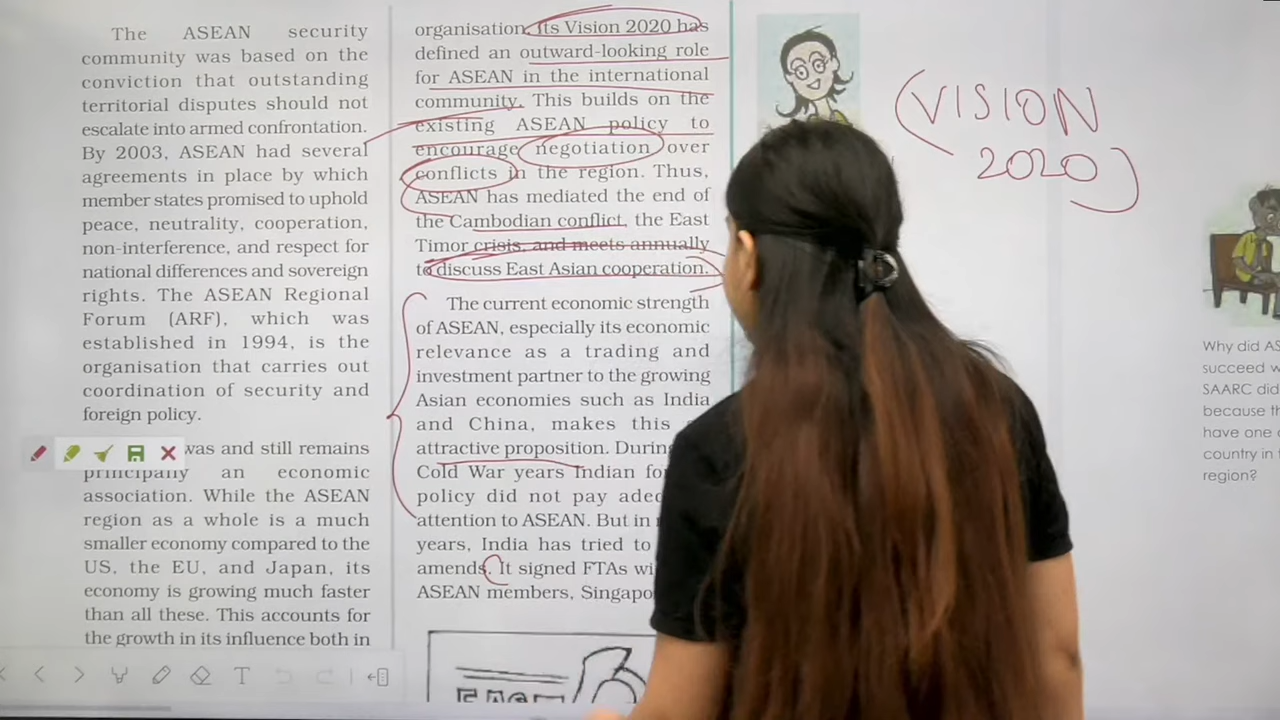 The ASEAN security
community was based on the
conviction that outstanding
territorial disputes should not
escalate into armed confrontation.
By 2003, ASEAN had several
agreements in place by which
member states promised to uphold
peace, neutrality, cooperation,
non-interference, and respect for
national differences and sovereign
rights. The ASEAN Regional
Forum (ARF), which was
established in 1994, is the
organisation that carries out
coordination of security and
foreign policy.
was and still remains
principally an economic
association. While the ASEAN
region as a whole is a much
smaller economy compared to the
US, the EU, and Japan, its
economy is growing much faster
than all these. This accounts for
the growth in its influence both in
organisation. Its Vision 2020 has
defined an outward-looking role
for ASEAN in the international
community. This builds on the
existing ASEAN policy to
encourage negotiation over
conflicts in the region. Thus,
ASEAN has mediated the end of
the Cambodian conflict, the East
Timor crisis, and meets annually
to discuss East Asian cooperation.
The current economic strength
of ASEAN, especially its economic
relevance as a trading and
investment partner to the growing
Asian economies such as India
and China, makes this
attractive proposition. During
Cold War years Indian
policy did not pay
attention to ASEAN. But in
years, India has tried to
amends. It signed FTAs
ASEAN members,
(VISION
2020)
Why did
succeed
SAARC did
because
have one
country in
region?
T